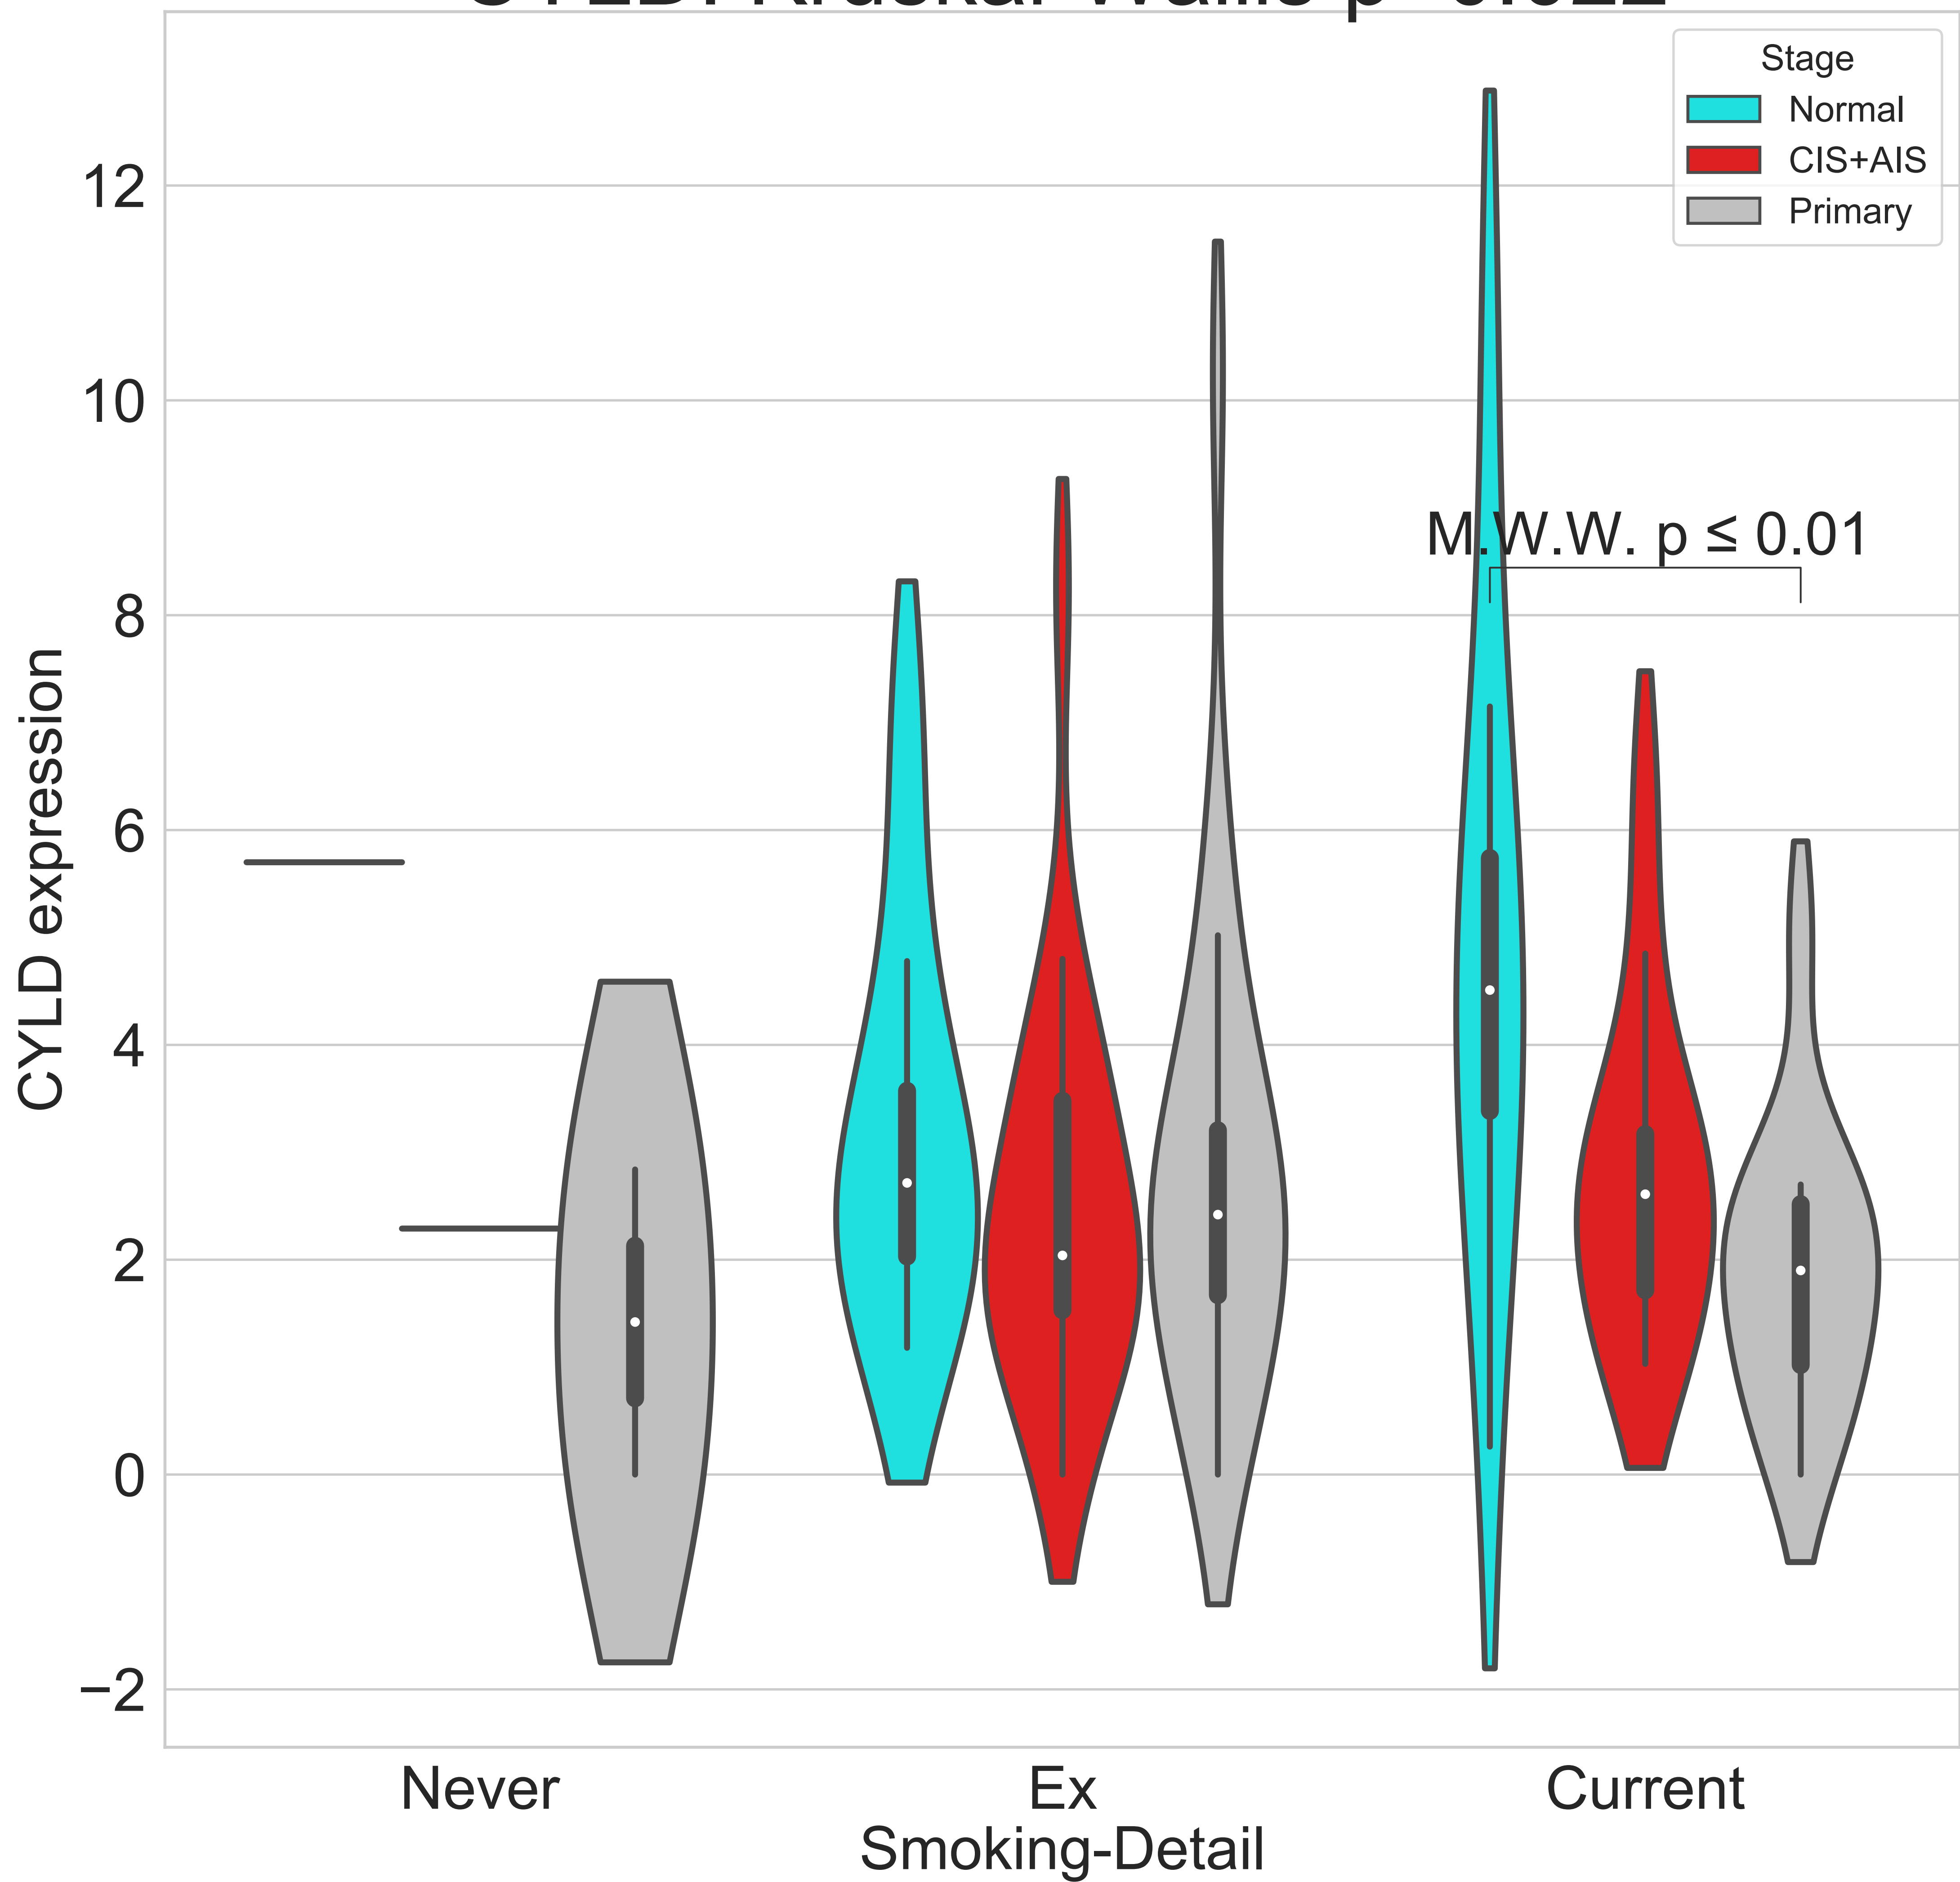 Stage
Normal
CIS+AIS
Primary
12
10
8
6
4
2
0
−2
CYLD expression
M.W.W. p ≤ 0.01
Never
Ex
Current
Smoking-Detail